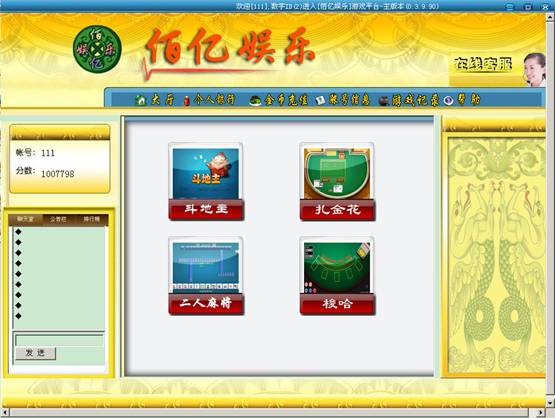 欢迎[111],数字ID(2)进入[佰亿娱乐]游戏平台-主版本(0.3.9.90)
佰亿娱乐
佰亿娱乐
在线客服
大厅 个人银行 金币充值 帐号信息 游戏记录 帮助
帐号: 111
分数: 1007798
聊天室 公告栏 排行榜
发送
斗地主
斗地主
扎金花
二人麻将
梭哈